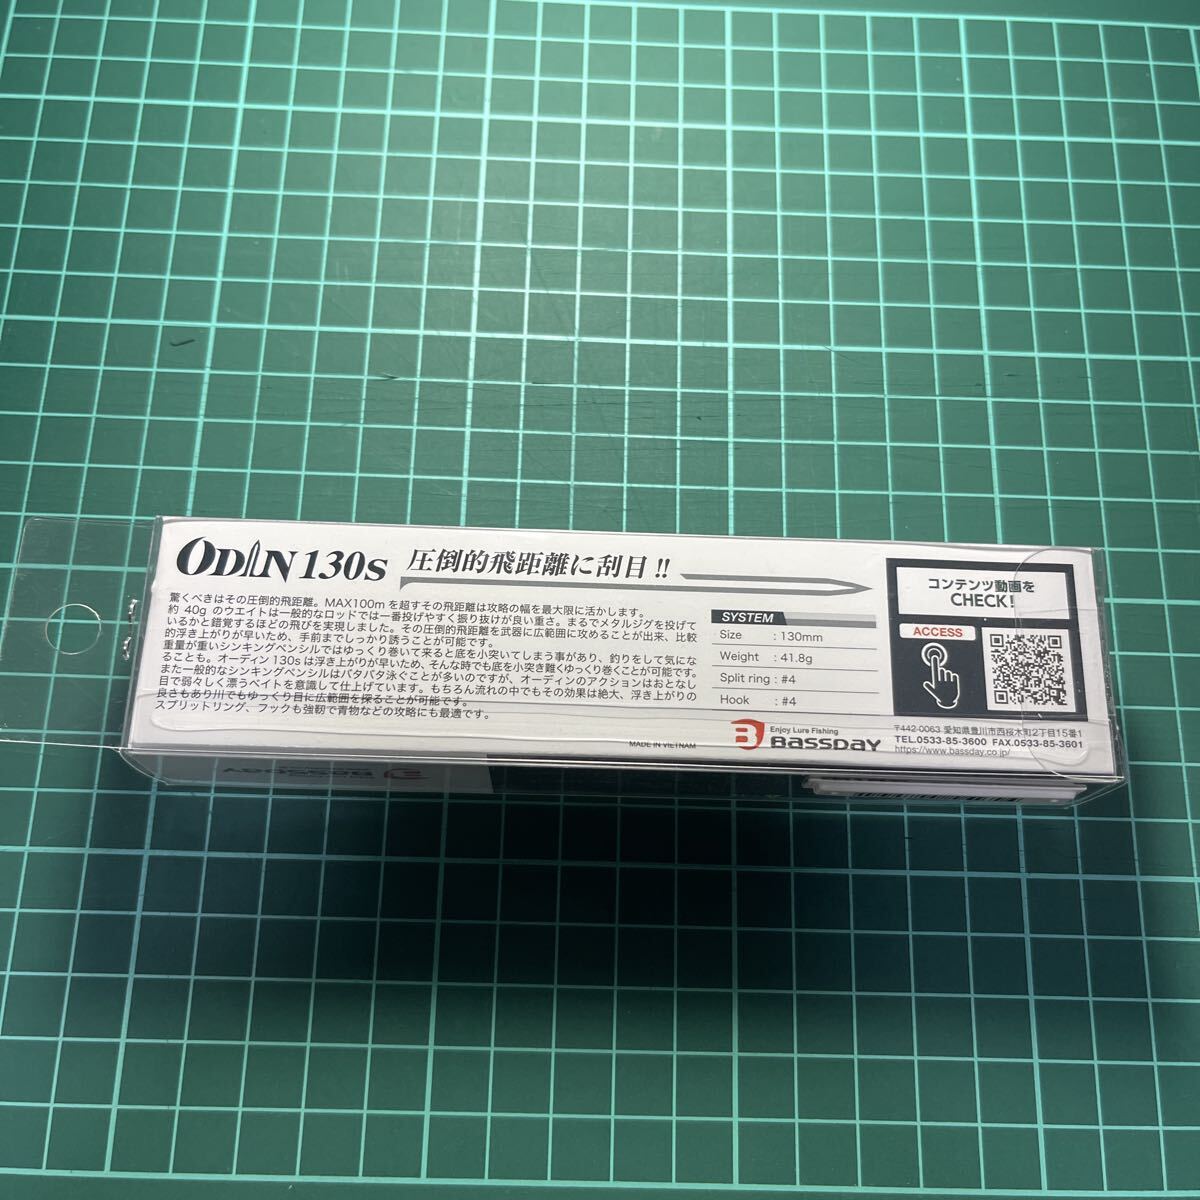 ODIN 130S 圧倒的飛距離に刮目!!
驚くべきはその圧倒的飛距離。MAX100mを超すその飛距離は攻略の幅を最大限に活かします。
約 40g のウエイトは一般的なロッドでは一番投げやすく振り抜けが良い重さ。まるでメタルジグを投げて
いるかと錯覚するほどの飛びを実現しました。その圧倒的飛距離を武器に広範囲に攻めることが出来、比較
的浮き上がりが早いため、手前までしっかり誘うことが可能です。
重量が重いシンキングペンシルではゆっくり巻いて来ると底を小突いてしまう事があり、釣りをして気にな
ることも。オーディン 130s は浮き上がりが早いため、そんな時でも底を小突き難くゆっくり巻くことが可能です。
また一般的なシンキングペンシルはバタバタ泳ぐことが多いのですが、オーディンのアクションはおとなし
目で弱々しく漂うベイトを意識して仕上げています。もちろん流れの中でもその効果は絶大、浮き上がりの
良さもあり川でもゆっくり目に広範囲を探ることが可能です。
スプリットリング、フックも強靭で青物などの攻略にも最適です。
SYSTEM
Size : 130mm
Weight : 41.8g
Split ring : #4
Hook : #4
コンテンツ動画を
CHECK!
ACCESS
MADE IN VIETNAM
Enjoy Lure Fishing
BASSDAY
〒442-0063 愛知県豊川市西桜木町2丁目15番1
TEL.0533-85-3600 FAX.0533-85-3601
https://www.bassday.co.jp/
BASSDAY